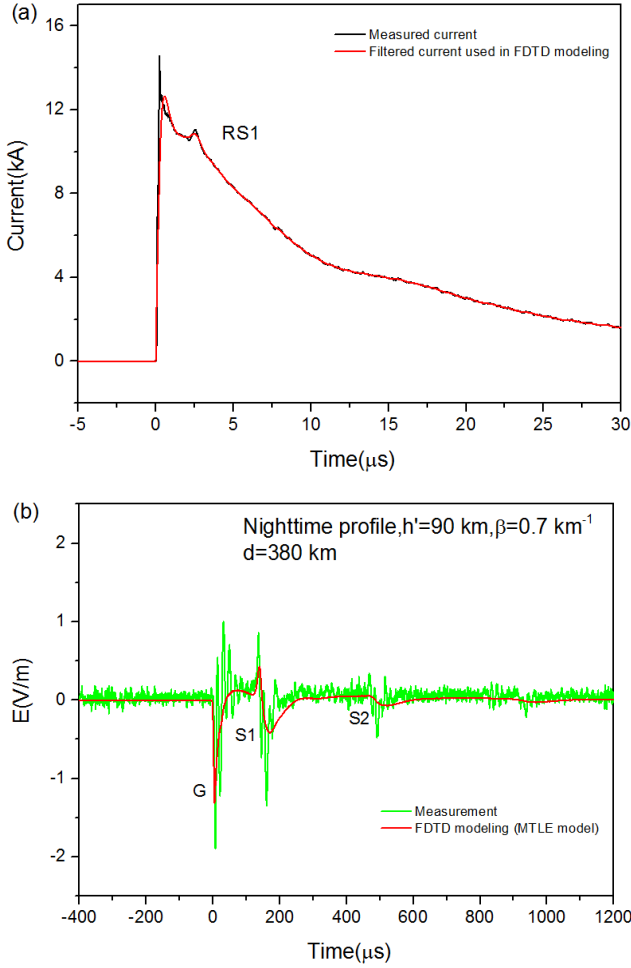 (a)
16
12
8
4
0
Current(kA)
Measured current
Filtered current used in FDTD modeling
RS1
-5 0 5 10 15 20 25 30
Time(μs)
(b)
2
1
0
-1
-2
E(V/m)
Nighttime profile,h'=90 km,β=0.7 km⁻¹
d=380 km
G
S1
S2
Measurement
FDTD modeling (MTLE model)
-400 -200 0 200 400 600 800 1000 1200
Time(μs)